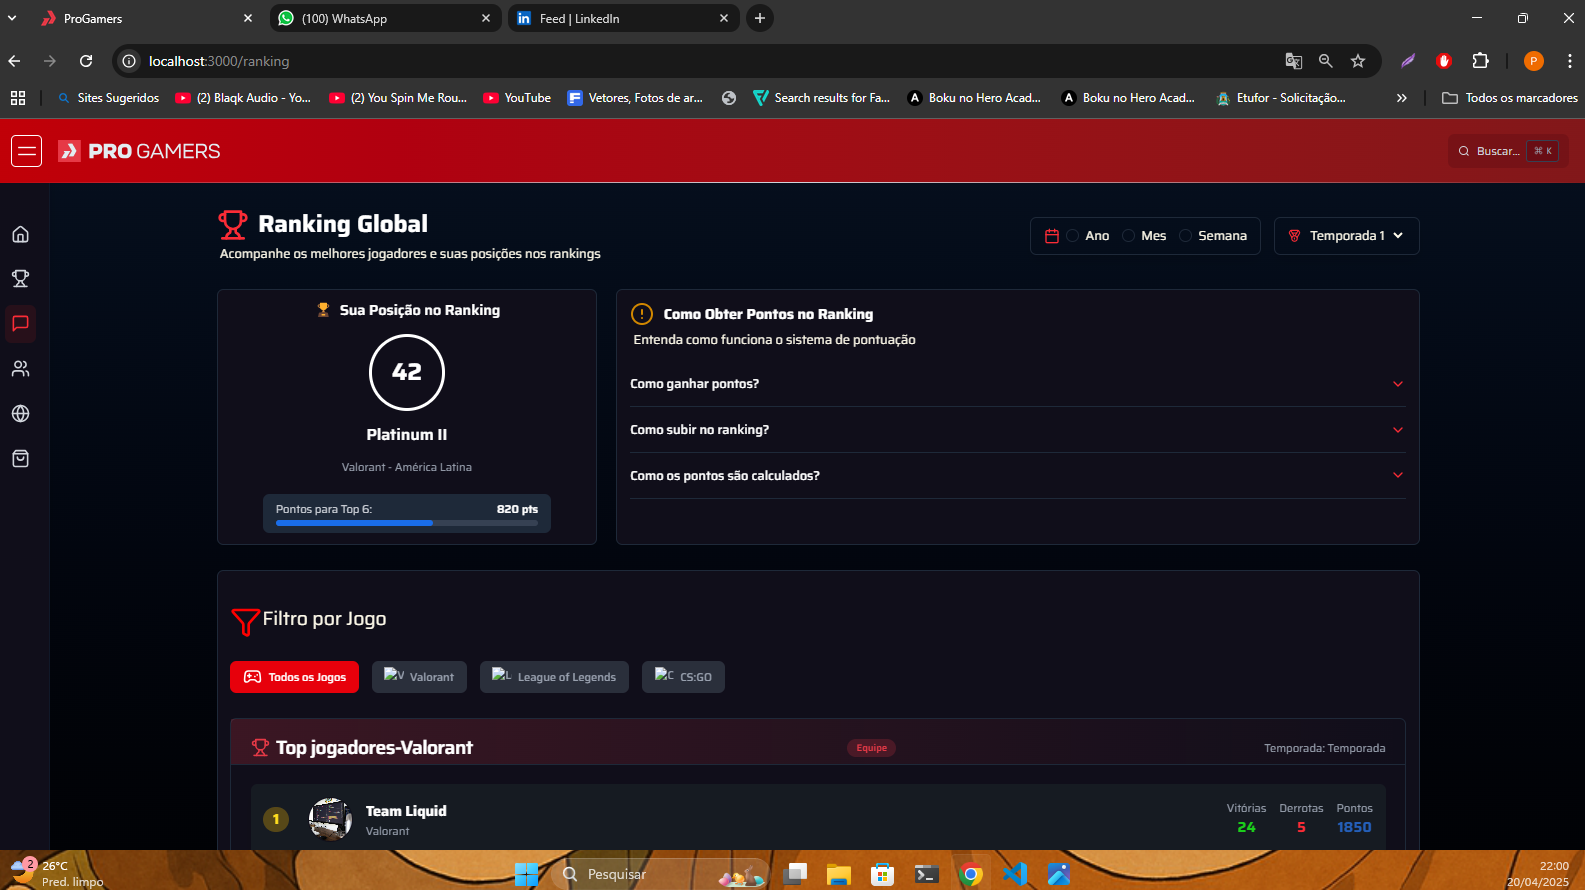 ProGamers
(100) WhatsApp
Feed | LinkedIn
localhost:3000/ranking
P
Sites Sugeridos
(2) Blaqk Audio - Yo...
(2) You Spin Me Rou...
YouTube
Vetores, Fotos de ar...
Search results for Fa...
Boku no Hero Acad...
Boku no Hero Acad...
Etufor - Solicitação...
»
Todos os marcadores
PRO GAMERS
Buscar...
⌘ K
Ranking Global
Acompanhe os melhores jogadores e suas posições nos rankings
Ano
Mes
Semana
Temporada 1
Sua Posição no Ranking
42
Platinum II
Valorant - América Latina
Pontos para Top 6:
820 pts
Como Obter Pontos no Ranking
Entenda como funciona o sistema de pontuação
Como ganhar pontos?
Como subir no ranking?
Como os pontos são calculados?
Filtro por Jogo
Todos os Jogos
V Valorant
L League of Legends
C CS:GO
Top jogadores-Valorant
Equipe
Temporada: Temporada
1
Team Liquid
Valorant
Vitórias
24
Derrotas
5
Pontos
1850
2
26°C
Pred. limpo
Pesquisar
22:00
20/04/2025